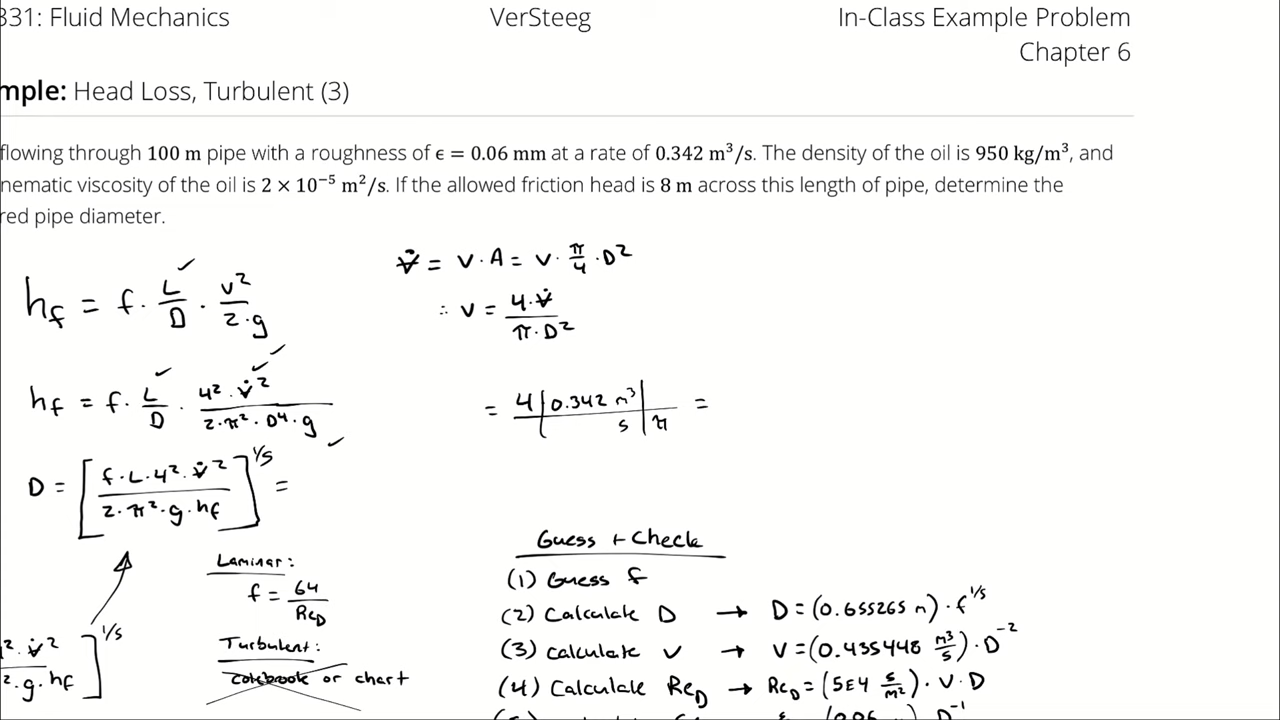 331: Fluid Mechanics VerSteeg In-Class Example Problem
Chapter 6
mple: Head Loss, Turbulent (3)
flowing through 100 m pipe with a roughness of ϵ = 0.06 mm at a rate of 0.342 m³/s. The density of the oil is 950 kg/m³, and
nematic viscosity of the oil is 2 × 10⁻⁵ m²/s. If the allowed friction head is 8 m across this length of pipe, determine the
red pipe diameter.
h_f = f · L/D · V²/(2·g)
h_f = f · L/D · (4²·V̇²)/(2·π²·D⁴·g)
D = [(f·L·4²·V̇²)/(2·π²·g·h_f)]^(1/5) =
V̇ = V · A = V · π/4 · D²
∴ V = (4·V̇)/(π·D²)
= 4 | 0.342 m³ / s | π =
Laminar:
f = 64/Re_D
Turbulent:
colebrook or chart
² · V̇²
2 · g · h_f ]^(1/5)
Guess + Check
(1) Guess f
(2) Calculate D → D = (0.655265 m) · f^(1/5)
(3) Calculate V → V = (0.435448 m³/s) · D⁻²
(4) Calculate Re_D → Re_D = (5E4 s/m²) · V · D
D⁻¹